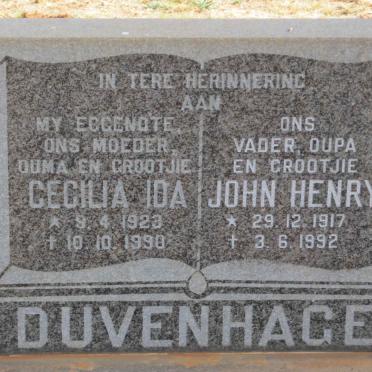 IN TERE HERINNERING
AAN
MY EGGENOTE,
ONS MOEDER,
OUMA EN GROOTJIE
CECILIA IDA
* 9.4.1923
† 10.10.1990
ONS
VADER, OUPA
EN GROOTJIE
JOHN HENRY
* 29.12.1917
† 3.6.1992
DUVENHAGE